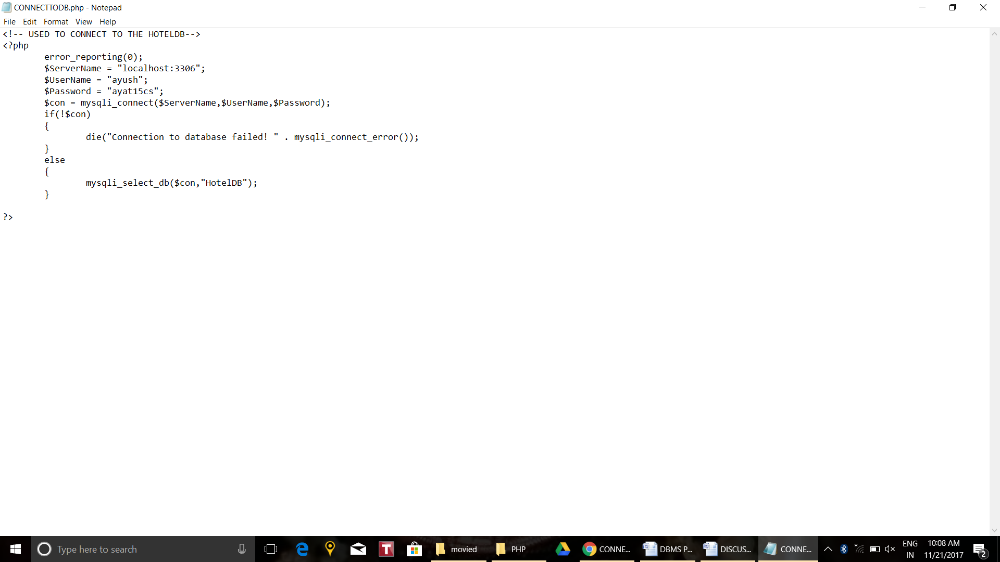 CONNECTTODB.php - Notepad
File Edit Format View Help
<!-- USED TO CONNECT TO THE HOTELDB-->
<?php
error_reporting(0);
$ServerName = "localhost:3306";
$UserName = "ayush";
$Password = "ayat15cs";
$con = mysqli_connect($ServerName,$UserName,$Password);
if(!$con)
{
die("Connection to database failed! " . mysqli_connect_error());
}
else
{
mysqli_select_db($con,"HotelDB");
}
?>
Type here to search
T
movied
PHP
CONNE...
DBMS P...
DISCUS...
CONNE...
ENG
IN
10:08 AM
11/21/2017
2